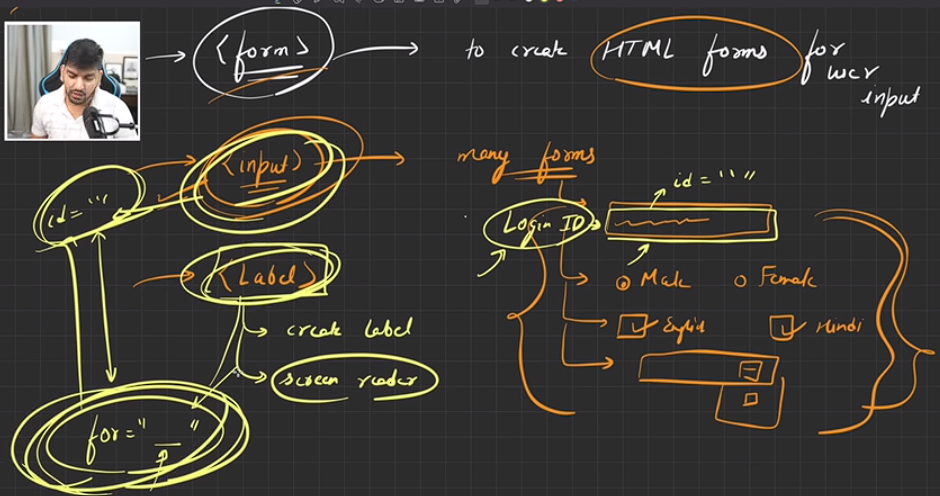 <form>
to create HTML forms for
user
input
<input>
many forms
id = ""
id = ""
Login ID
<Label>
Male
Female
create label
English
Hindi
screen reader
for = "__"